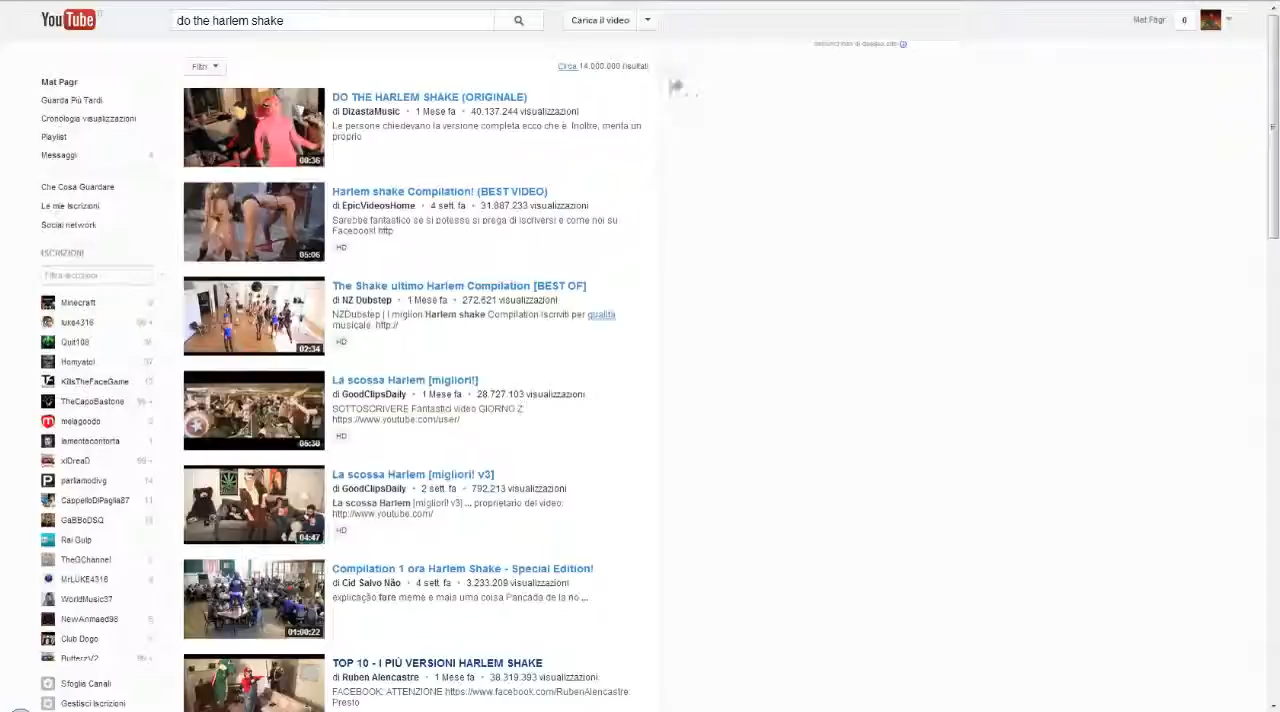 YouTube IT
do the harlem shake
Carica il video
Mat Pagr
0
Filtri
Circa 14.000.000 risultati
Mat Pagr
Guarda Più Tardi
Cronologia visualizzazioni
Playlist
Messaggi
Che Cosa Guardare
Le mie Iscrizioni
Social network
ISCRIZIONI
Filtra iscrizioni
Minecraft
luke4316
Quit108
Homyatol
KillsTheFaceGame
TheCapoBastone
melagoodo
lamentecontorta
xIDreaD
parliamodivg
CappelloDiPaglia87
GaBBoDSQ
Rai Gulp
TheGChannel
MrLUKE4316
WorldMusic37
NewAnmaed98
Club Dogo
Sfoglia Canali
Gestisci Iscrizioni
DO THE HARLEM SHAKE (ORIGINALE)
di DizastaMusic • 1 Mese fa • 40.137.244 visualizzazioni
Le persone chiedevano la versione completa ecco che è. Inoltre, merita un
proprio
00:36
Harlem shake Compilation! (BEST VIDEO)
di EpicVideosHome • 4 sett. fa • 31.887.233 visualizzazioni
Sarebbe fantastico se si potesse si prega di iscriversi e come noi su
Facebook! http
HD
05:06
The Shake ultimo Harlem Compilation [BEST OF]
di NZ Dubstep • 1 Mese fa • 272.621 visualizzazioni
NZDubstep | I migliori Harlem shake Compilation Iscriviti per qualità
musicale. http://
HD
02:34
La scossa Harlem [migliori!]
di GoodClipsDaily • 1 Mese fa • 28.727.103 visualizzazioni
SOTTOSCRIVERE Fantastici video GIORNO Z:
https://www.youtube.com/user/
HD
05:30
La scossa Harlem [migliori! v3]
di GoodClipsDaily • 2 sett. fa • 792.213 visualizzazioni
La scossa Harlem [migliori! v3] ... proprietario del video:
http://www.youtube.com/
HD
04:47
Compilation 1 ora Harlem Shake - Special Edition!
di Cid Salvo Não • 4 sett. fa • 3.233.209 visualizzazioni
explicação fare meme e mais uma coisa Pancada de la no ...
01:00:22
TOP 10 - I PIÙ VERSIONI HARLEM SHAKE
di Ruben Alencastre • 1 Mese fa • 38.319.393 visualizzazioni
FACEBOOK: ATTENZIONE https://www.facebook.com/RubenAlencastre:
Presto